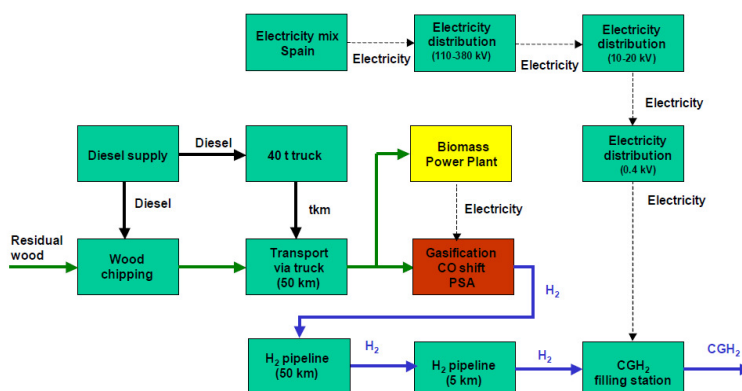 Electricity mix
Spain
Electricity
Electricity
distribution
(110-380 kV)
Electricity
Electricity
distribution
(10-20 kV)
Electricity
Diesel supply
Diesel
40 t truck
Biomass
Power Plant
Electricity
distribution
(0.4 kV)
Diesel
tkm
Electricity
Electricity
Residual
wood
Wood
chipping
Transport
via truck
(50 km)
Gasification
CO shift
PSA
H₂
H₂ pipeline
(50 km)
H₂
H₂ pipeline
(5 km)
H₂
CGH₂
filling station
CGH₂